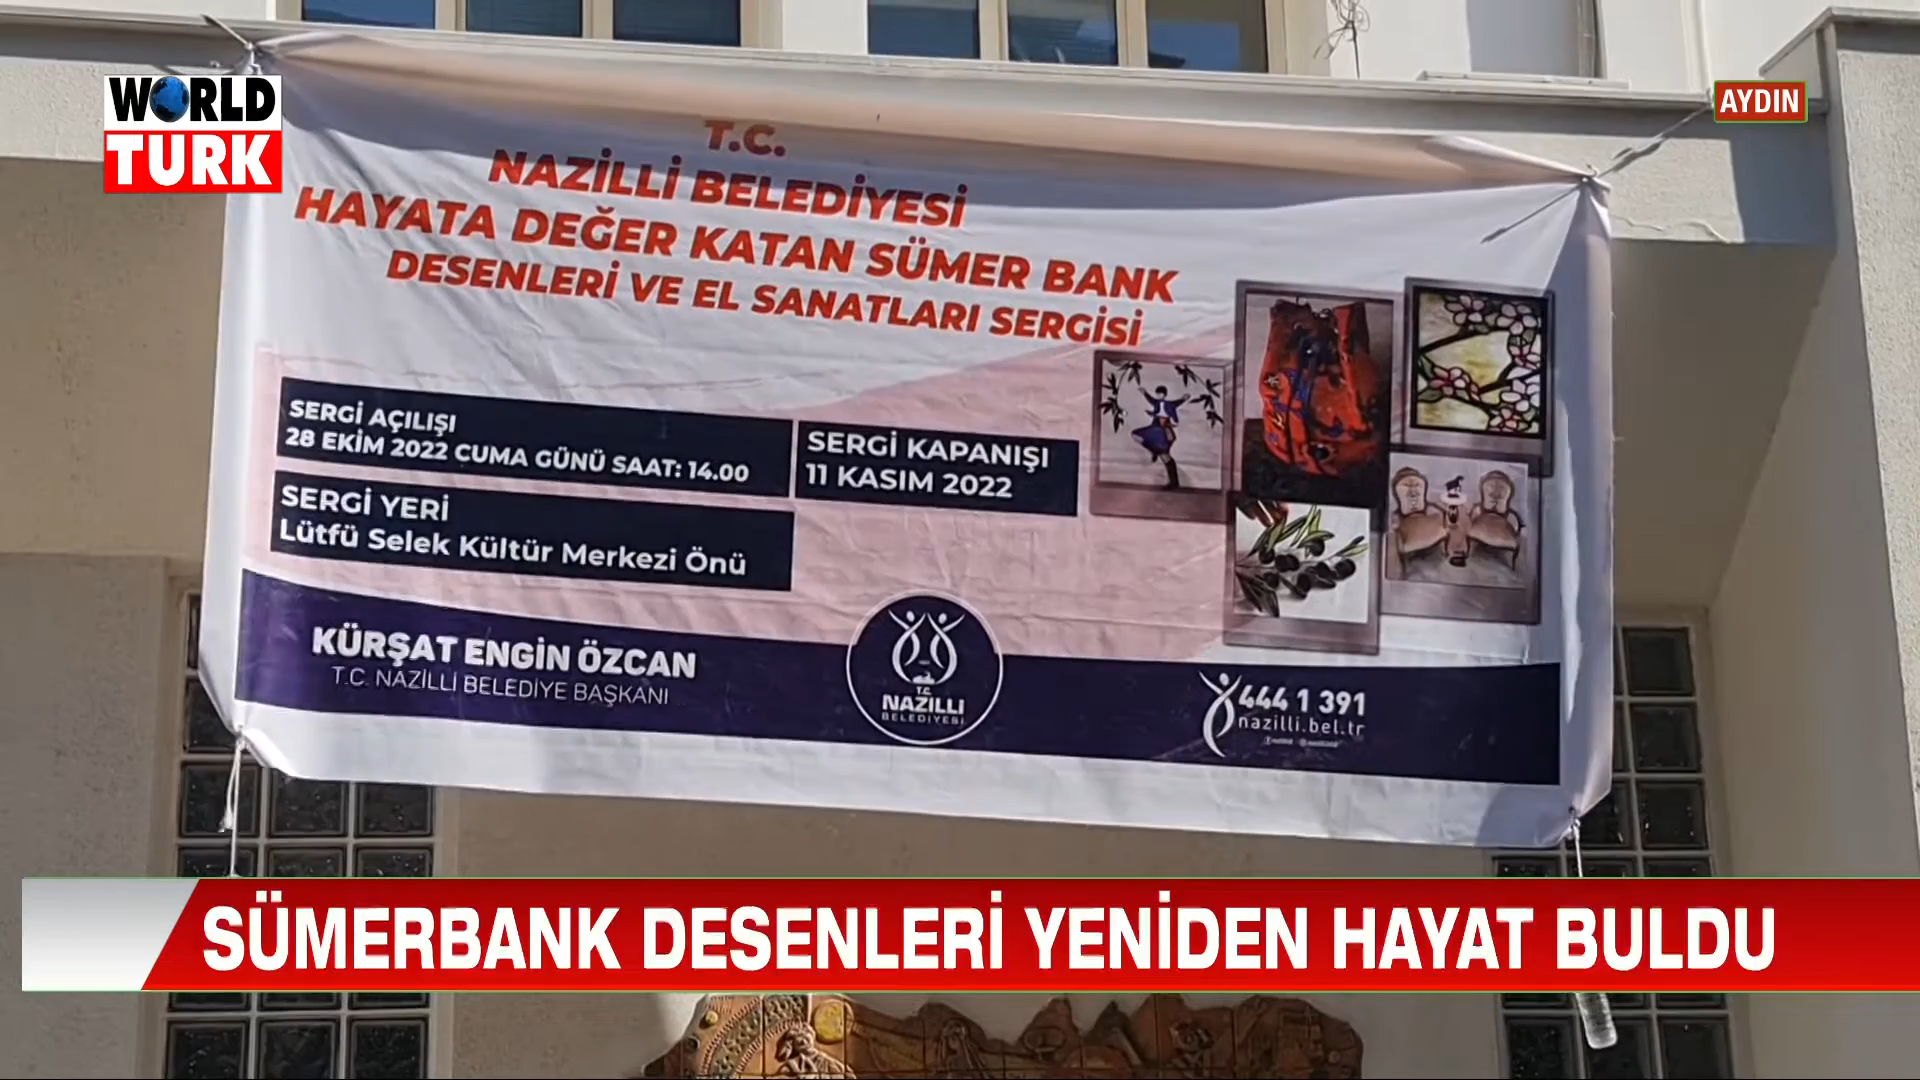 WORLD
TURK
AYDIN
T.C.
NAZİLLİ BELEDİYESİ
HAYATA DEĞER KATAN SÜMER BANK
DESENLERİ VE EL SANATLARI SERGİSİ
SERGİ AÇILIŞI
28 EKİM 2022 CUMA GÜNÜ SAAT: 14.00
SERGİ KAPANIŞI
11 KASIM 2022
SERGİ YERİ
Lütfü Selek Kültür Merkezi Önü
KÜRŞAT ENGİN ÖZCAN
T.C. NAZİLLİ BELEDİYE BAŞKANI
T.C.
NAZİLLİ
BELEDİYESİ
444 1 391
nazilli.bel.tr
SÜMERBANK DESENLERİ YENİDEN HAYAT BULDU